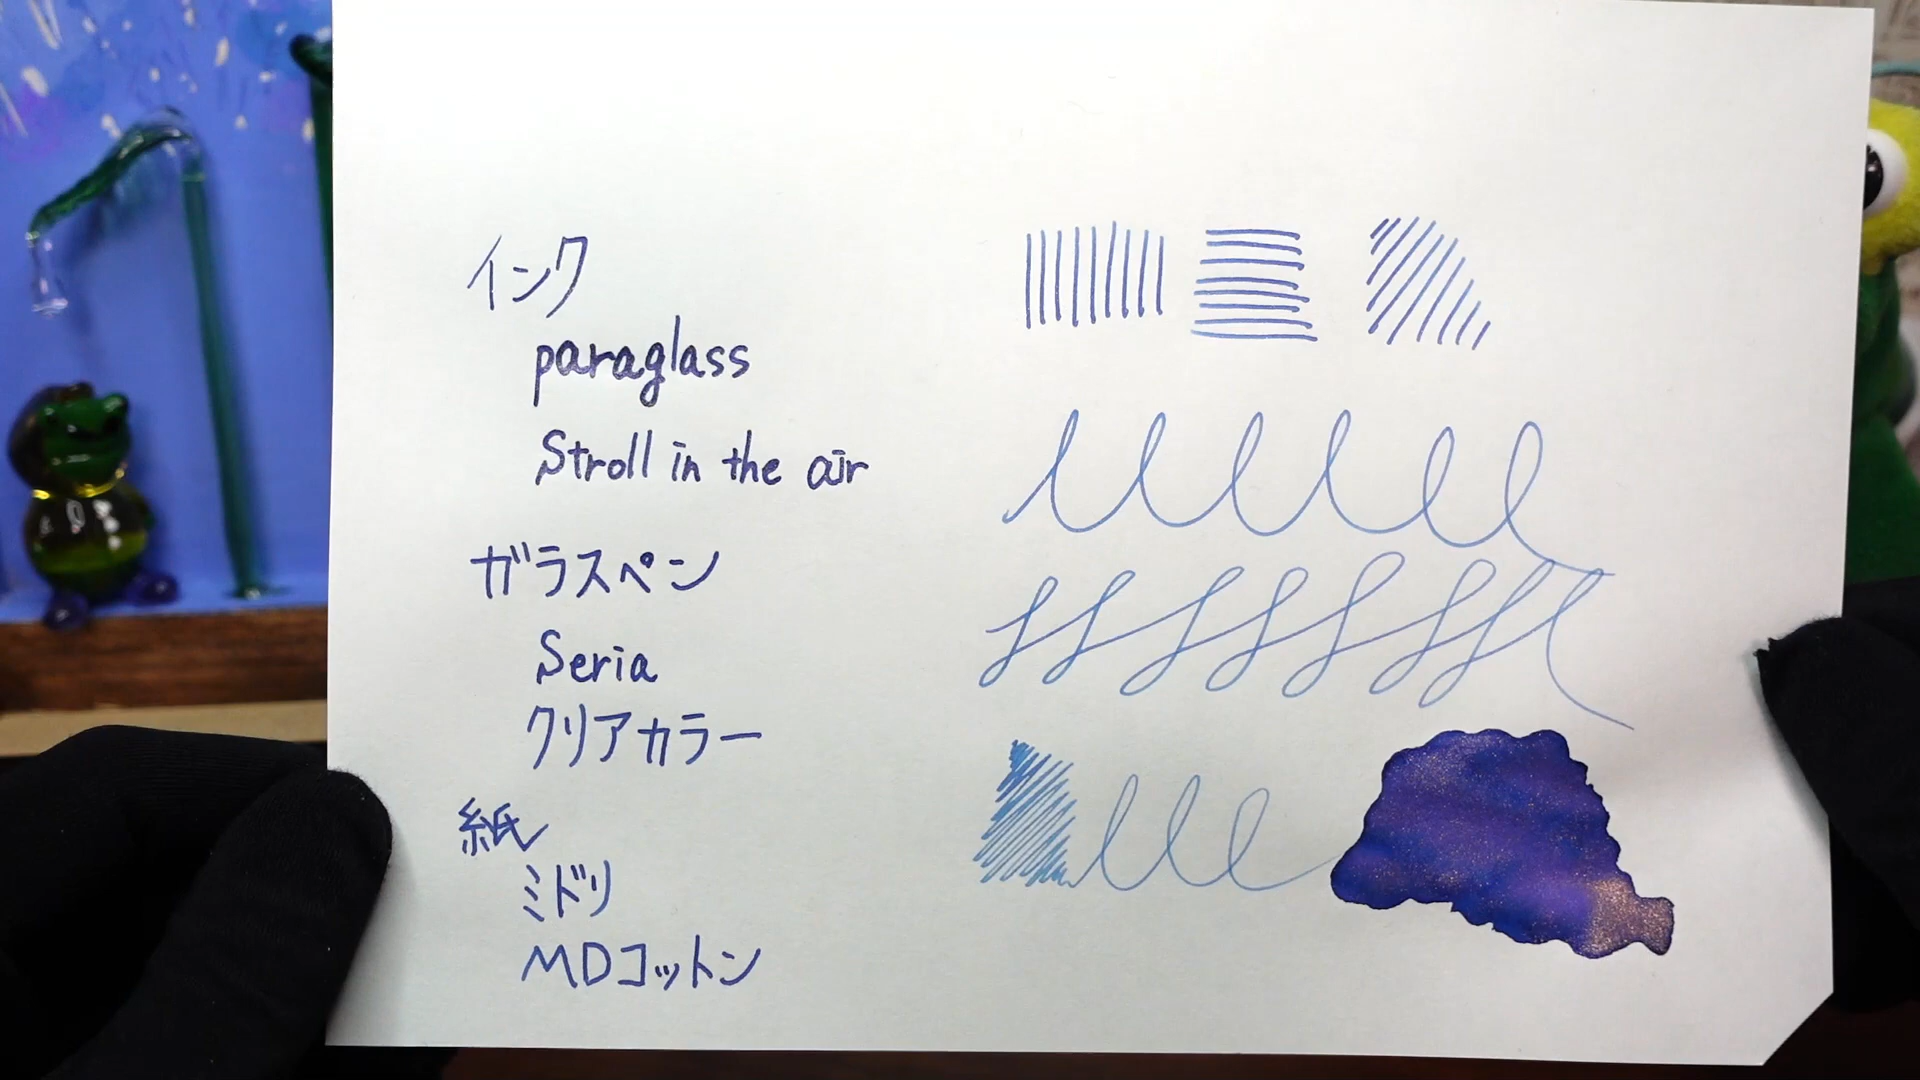 インク
paraglass
Stroll in the air
ガラスペン
Seria
クリアカラー
紙
ミドリ
MDコットン